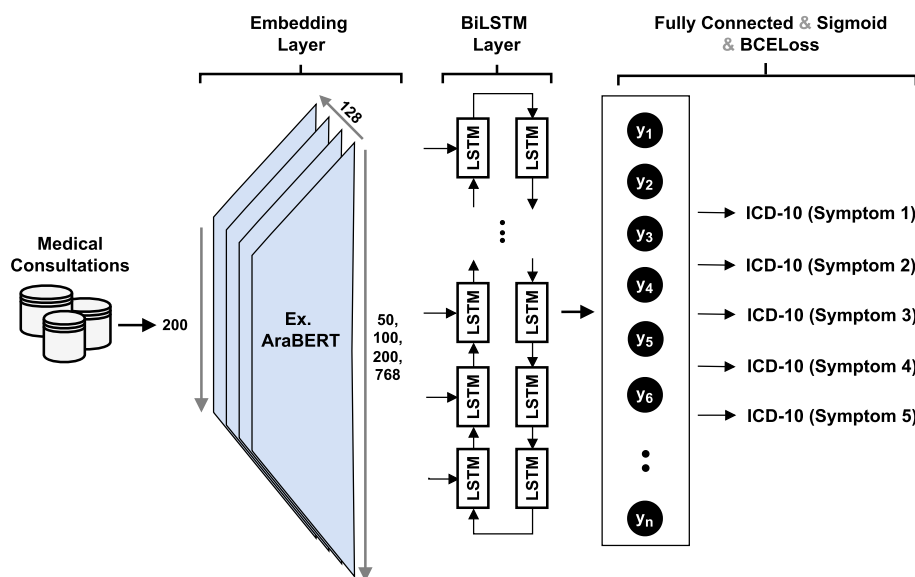 Embedding
Layer
BiLSTM
Layer
Fully Connected & Sigmoid
& BCELoss
128
Medical
Consultations
200
Ex.
AraBERT
50,
100,
200,
768
LSTM
LSTM
...
LSTM
LSTM
LSTM
LSTM
LSTM
LSTM
y1
y2
y3
y4
y5
y6
yn
ICD-10 (Symptom 1)
ICD-10 (Symptom 2)
ICD-10 (Symptom 3)
ICD-10 (Symptom 4)
ICD-10 (Symptom 5)